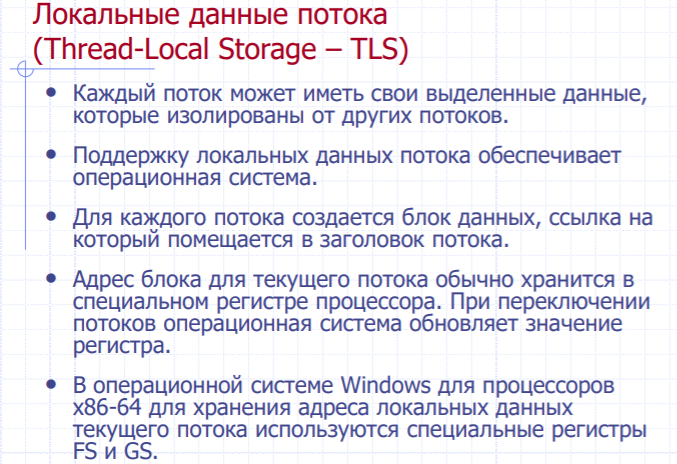 Локальные данные потока
(Thread-Local Storage – TLS)
• Каждый поток может иметь свои выделенные данные,
которые изолированы от других потоков.
• Поддержку локальных данных потока обеспечивает
операционная система.
• Для каждого потока создается блок данных, ссылка на
который помещается в заголовок потока.
• Адрес блока для текущего потока обычно хранится в
специальном регистре процессора. При переключении
потоков операционная система обновляет значение
регистра.
• В операционной системе Windows для процессоров
x86-64 для хранения адреса локальных данных
текущего потока используются специальные регистры
FS и GS.